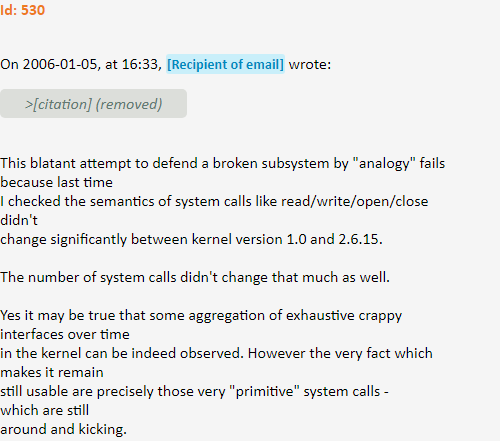 Id: 530
On 2006-01-05, at 16:33, [Recipient of email] wrote:
>[citation] (removed)
This blatant attempt to defend a broken subsystem by "analogy" fails
because last time
I checked the semantics of system calls like read/write/open/close
didn't
change significantly between kernel version 1.0 and 2.6.15.
The number of system calls didn't change that much as well.
Yes it may be true that some aggregation of exhaustive crappy
interfaces over time
in the kernel can be indeed observed. However the very fact which
makes it remain
still usable are precisely those very "primitive" system calls -
which are still
around and kicking.